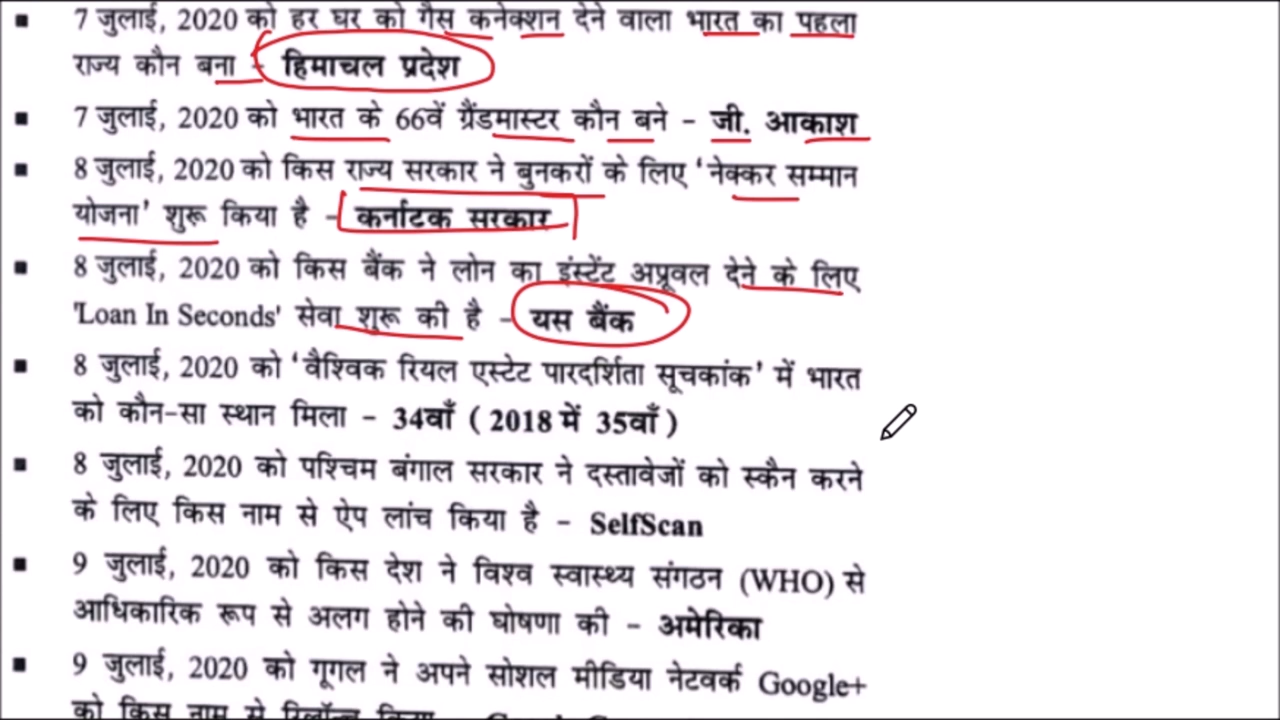 ▪ 7 जुलाई, 2020 को हर घर को गैस कनेक्शन देने वाला भारत का पहला
राज्य कौन बना - हिमाचल प्रदेश
▪ 7 जुलाई, 2020 को भारत के 66वें ग्रैंडमास्टर कौन बने - जी. आकाश
▪ 8 जुलाई, 2020 को किस राज्य सरकार ने बुनकरों के लिए ‘नेक्कर सम्मान
योजना’ शुरू किया है - कर्नाटक सरकार
▪ 8 जुलाई, 2020 को किस बैंक ने लोन का इंस्टेंट अप्रूवल देने के लिए
'Loan In Seconds' सेवा शुरू की है - यस बैंक
▪ 8 जुलाई, 2020 को ‘वैश्विक रियल एस्टेट पारदर्शिता सूचकांक’ में भारत
को कौन-सा स्थान मिला - 34वाँ ( 2018 में 35वाँ )
▪ 8 जुलाई, 2020 को पश्चिम बंगाल सरकार ने दस्तावेजों को स्कैन करने
के लिए किस नाम से ऐप लांच किया है - SelfScan
▪ 9 जुलाई, 2020 को किस देश ने विश्व स्वास्थ्य संगठन (WHO) से
आधिकारिक रूप से अलग होने की घोषणा की - अमेरिका
▪ 9 जुलाई, 2020 को गूगल ने अपने सोशल मीडिया नेटवर्क Google+
को किस नाम से